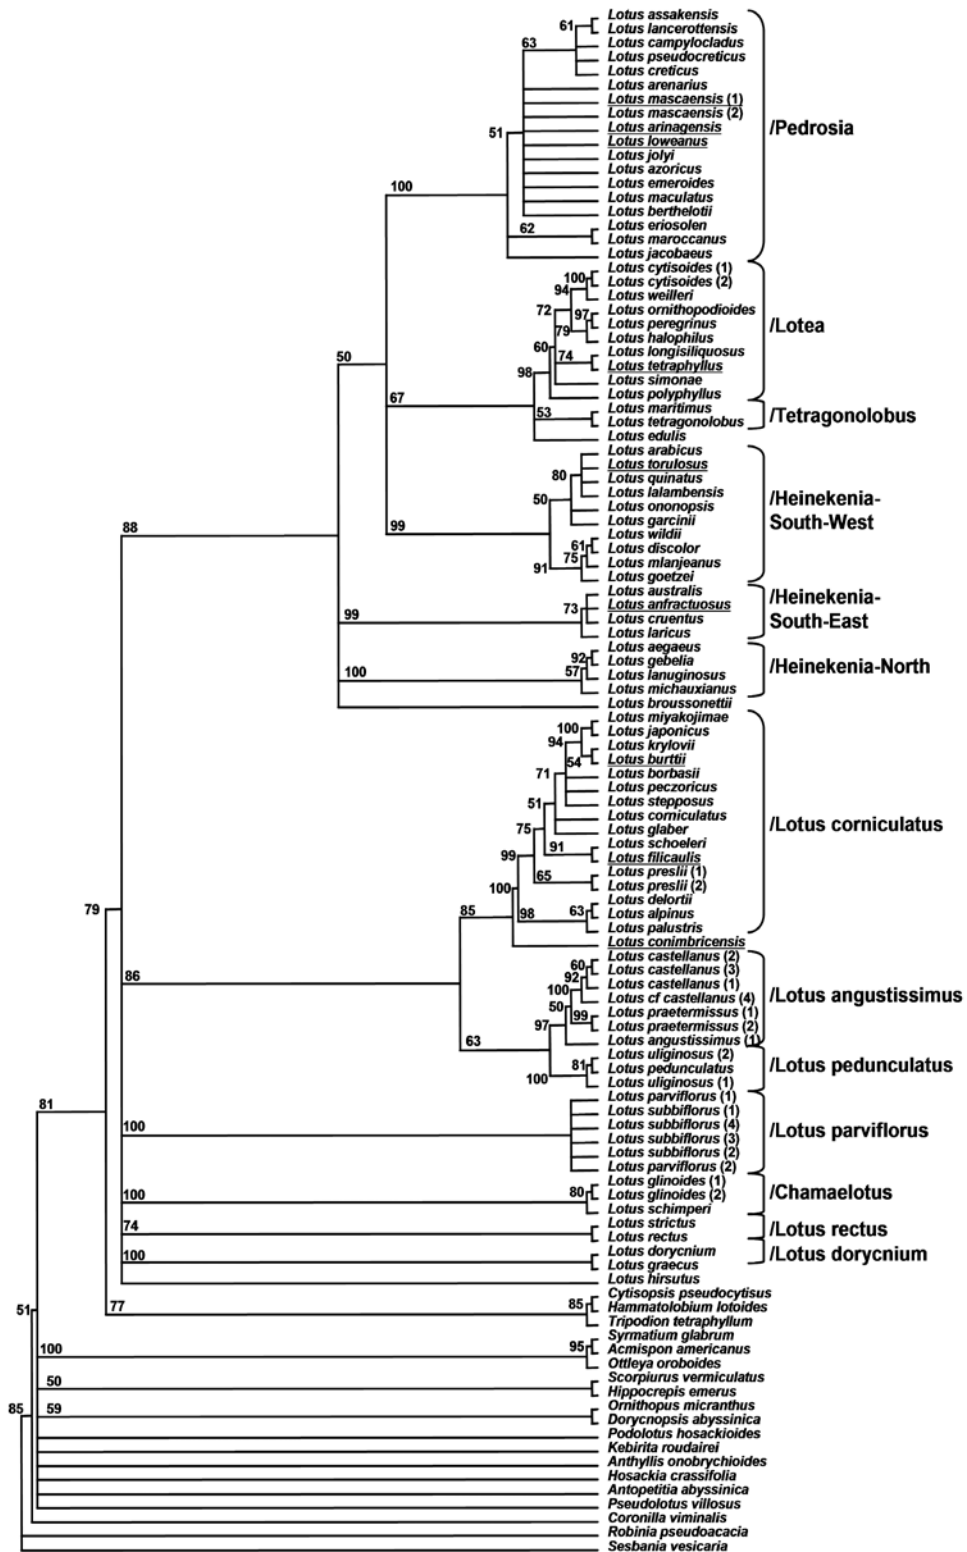 Lotus assakensis
61
Lotus lancerottensis
63
Lotus campylocladus
Lotus pseudocreticus
Lotus creticus
Lotus arenarius
Lotus mascaensis (1)
Lotus mascaensis (2)
51
Lotus arinagensis
/Pedrosia
Lotus loweanus
Lotus jolyi
Lotus azoricus
100
Lotus emeroides
Lotus maculatus
Lotus berthelotii
Lotus eriosolen
62
Lotus maroccanus
Lotus jacobaeus
Lotus cytisoides (1)
100
Lotus cytisoides (2)
94
Lotus weilleri
72
Lotus ornithopodioides
97
Lotus peregrinus
/Lotea
79
Lotus halophilus
60
Lotus longisiliquosus
50
74
Lotus tetraphyllus
98
Lotus simonae
67
Lotus polyphyllus
53
Lotus maritimus
Lotus tetragonolobus
/Tetragonolobus
Lotus edulis
Lotus arabicus
80
Lotus torulosus
Lotus quinatus
50
Lotus lalambensis
/Heinekenia-
South-West
Lotus ononopsis
88
99
Lotus garcinii
Lotus wildii
61
Lotus discolor
75
91
Lotus mlanjeanus
Lotus goetzei
Lotus australis
/Heinekenia-
South-East
99
73
Lotus anfractuosus
Lotus cruentus
Lotus laricus
Lotus aegaeus
92
Lotus gebelia
/Heinekenia-North
100
57
Lotus lanuginosus
Lotus michauxianus
Lotus broussonettii
Lotus miyakojimae
100
Lotus japonicus
94
Lotus krylovii
54
Lotus burttii
71
Lotus borbasii
Lotus peczoricus
51
Lotus stepposus
Lotus corniculatus
/Lotus corniculatus
75
Lotus glaber
Lotus schoeleri
99
91
Lotus filicaulis
Lotus preslii (1)
65
100
Lotus preslii (2)
Lotus delortii
79
85
98
63
Lotus alpinus
Lotus palustris
Lotus conimbricensis
Lotus castellanus (2)
60
Lotus castellanus (3)
86
92
Lotus castellanus (1)
100
Lotus cf castellanus (4)
/Lotus angustissimus
50
Lotus praetermissus (1)
97
99
Lotus praetermissus (2)
63
Lotus angustissimus (1)
Lotus uliginosus (2)
81
Lotus pedunculatus
/Lotus pedunculatus
100
Lotus uliginosus (1)
Lotus parviflorus (1)
81
Lotus subbiflorus (1)
Lotus subbiflorus (4)
100
/Lotus parviflorus
Lotus subbiflorus (3)
Lotus subbiflorus (2)
Lotus parviflorus (2)
Lotus glinoides (1)
100
80
Lotus glinoides (2)
/Chamaelotus
Lotus schimperi
74
Lotus strictus
/Lotus rectus
Lotus rectus
100
Lotus dorycnium
/Lotus dorycnium
Lotus graecus
Lotus hirsutus
Cytisopsis pseudocytisus
51
77
85
Hammatolobium lotoides
Tripodion tetraphyllum
Syrmatium glabrum
100
95
Acmispon americanus
Ottleya oroboides
50
Scorpiurus vermiculatus
Hippocrepis emerus
85
59
Ornithopus micranthus
Dorycnopsis abyssinica
Podolotus hosackioides
Kebirita roudairei
Anthyllis onobrychioides
Hosackia crassifolia
Antopetitia abyssinica
Pseudolotus villosus
Coronilla viminalis
Robinia pseudoacacia
Sesbania vesicaria